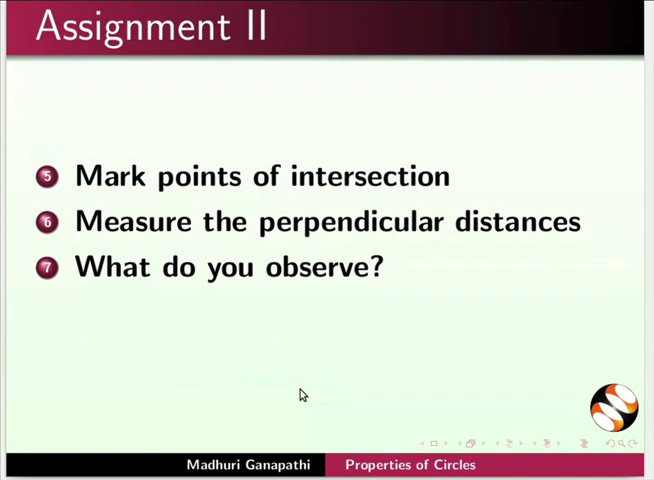 Assignment II
5 Mark points of intersection
6 Measure the perpendicular distances
7 What do you observe?
Madhuri Ganapathi Properties of Circles